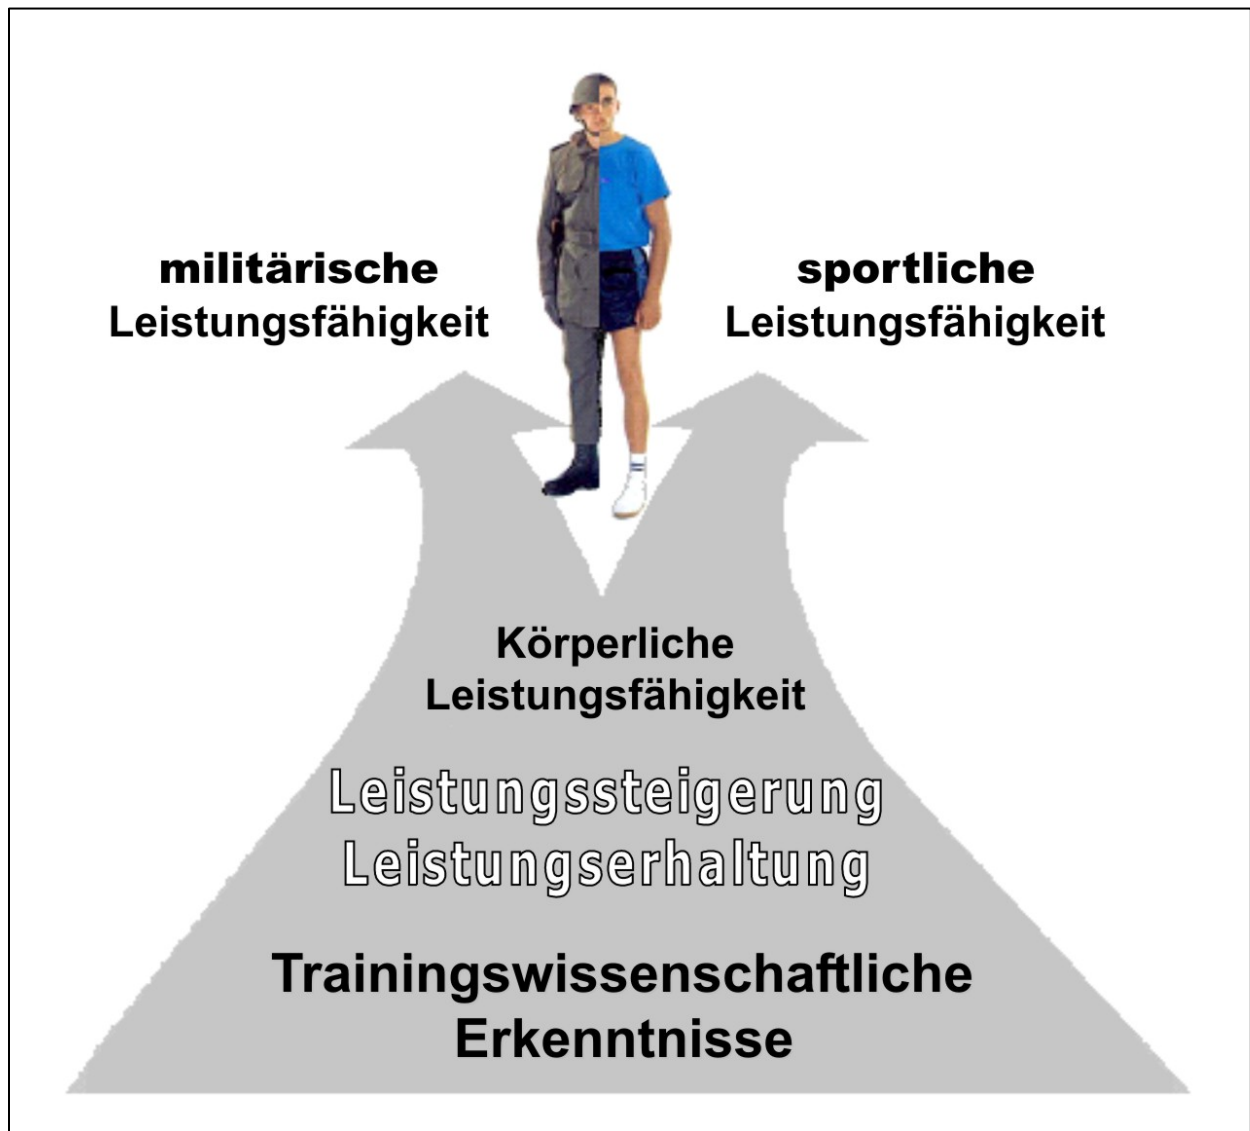 militärische
Leistungsfähigkeit
sportliche
Leistungsfähigkeit
Körperliche
Leistungsfähigkeit
Leistungssteigerung
Leistungserhaltung
Trainingswissenschaftliche
Erkenntnisse